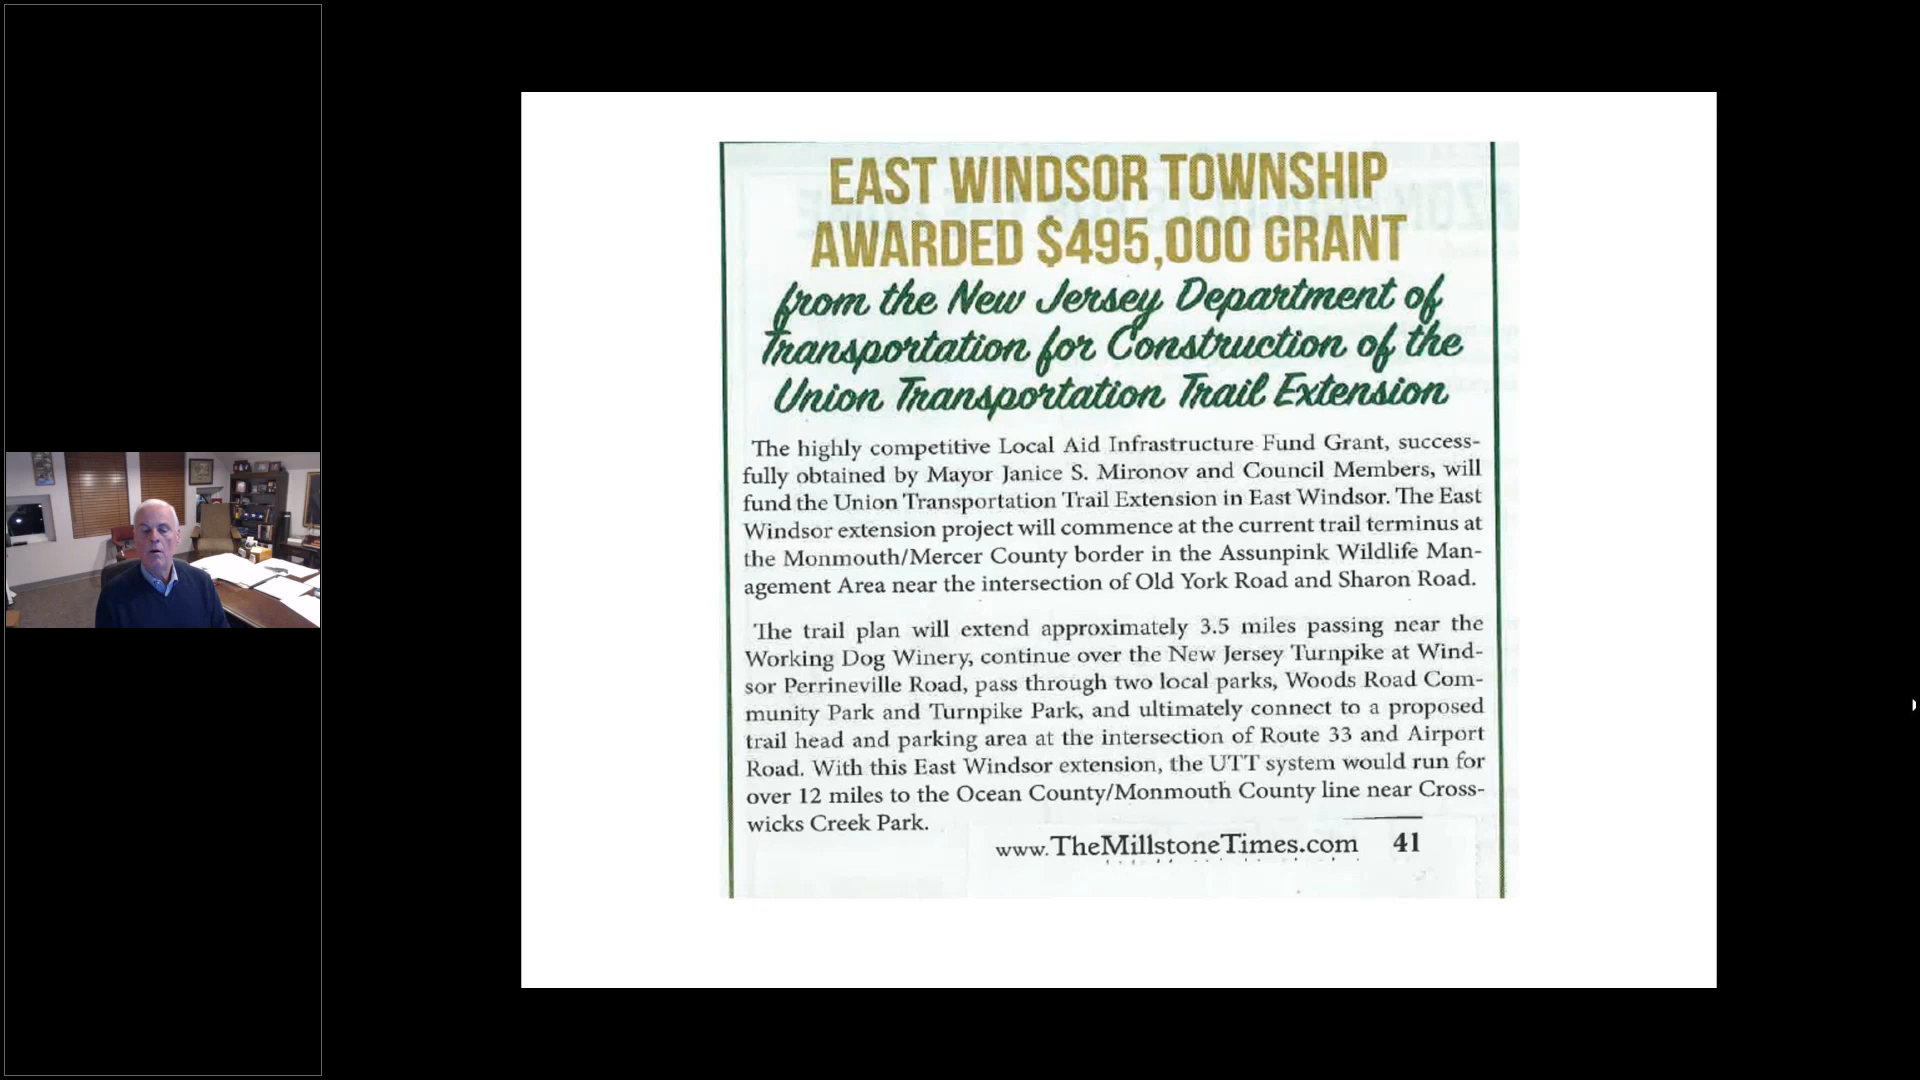 EAST WINDSOR TOWNSHIP
AWARDED $495,000 GRANT
from the New Jersey Department of
Transportation for Construction of the
Union Transportation Trail Extension
The highly competitive Local Aid Infrastructure Fund Grant, success-
fully obtained by Mayor Janice S. Mironov and Council Members, will
fund the Union Transportation Trail Extension in East Windsor. The East
Windsor extension project will commence at the current trail terminus at
the Monmouth/Mercer County border in the Assunpink Wildlife Man-
agement Area near the intersection of Old York Road and Sharon Road.
The trail plan will extend approximately 3.5 miles passing near the
Working Dog Winery, continue over the New Jersey Turnpike at Wind-
sor Perrineville Road, pass through two local parks, Woods Road Com-
munity Park and Turnpike Park, and ultimately connect to a proposed
trail head and parking area at the intersection of Route 33 and Airport
Road. With this East Windsor extension, the UTT system would run for
over 12 miles to the Ocean County/Monmouth County line near Cross-
wicks Creek Park.
www.TheMillstoneTimes.com 41